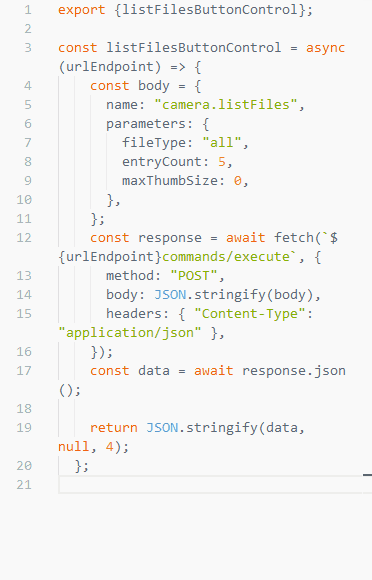 1 export {listFilesButtonControl};
2
3 const listFilesButtonControl = async
(urlEndpoint) => {
4 const body = {
5 name: "camera.listFiles",
6 parameters: {
7 fileType: "all",
8 entryCount: 5,
9 maxThumbSize: 0,
10 },
11 };
12 const response = await fetch(`$
{urlEndpoint}commands/execute`, {
13 method: "POST",
14 body: JSON.stringify(body),
15 headers: { "Content-Type":
"application/json" },
16 });
17 const data = await response.json
();
18
19 return JSON.stringify(data,
null, 4);
20 };
21